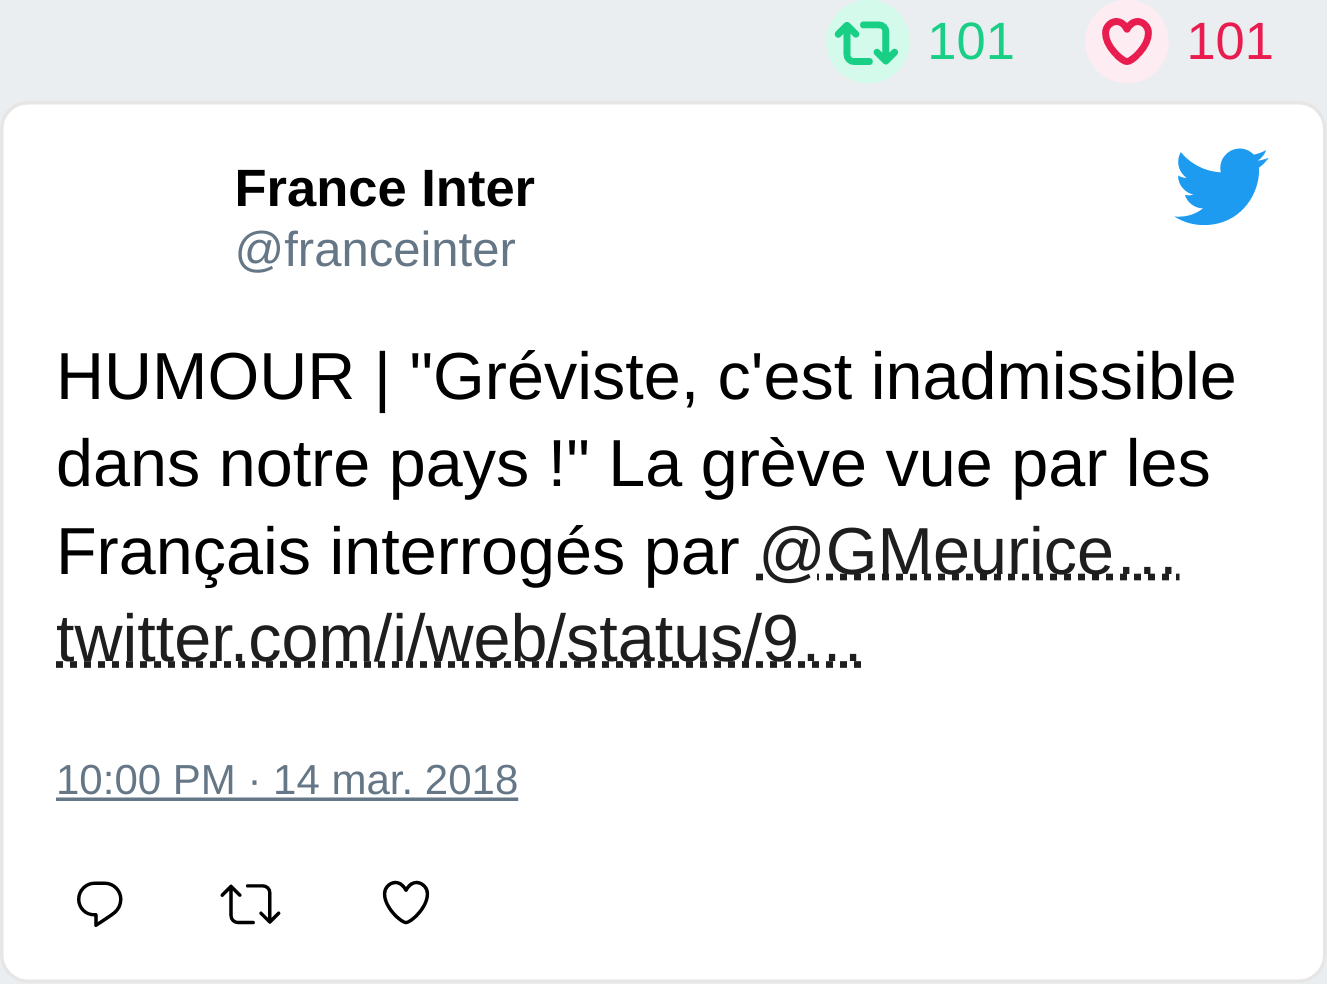 101 101
France Inter
@franceinter
HUMOUR | "Gréviste, c'est inadmissible
dans notre pays !" La grève vue par les
Français interrogés par @GMeurice…
twitter.com/i/web/status/9…
10:00 PM · 14 mar. 2018